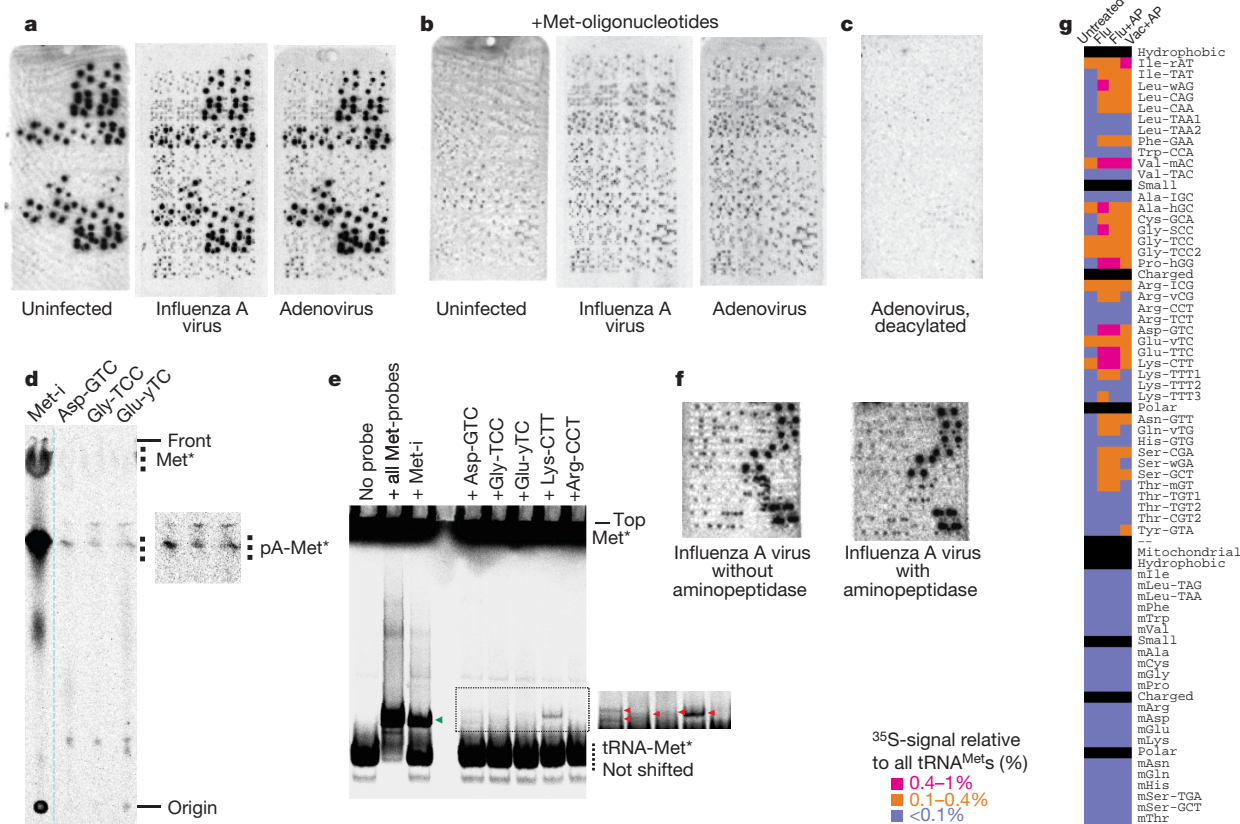 a
Uninfected
Influenza A
virus
Adenovirus
b
+Met-oligonucleotides
Uninfected
Influenza A
virus
Adenovirus
c
Adenovirus,
deacylated
d
Met-i
Asp-GTC
Gly-TCC
Glu-yTC
Front
Met*
pA-Met*
Origin
e
No probe
+ all Met-probes
+ Met-i
+ Asp-GTC
+Gly-TCC
+Glu-yTC
+ Lys-CTT
+Arg-CCT
Top
Met*
tRNA-Met*
Not shifted
f
Influenza A virus
without
aminopeptidase
Influenza A virus
with
aminopeptidase
g
Untreated
Flu
Flu+AP
Vac+AP
Hydrophobic
Ile-rAT
Ile-TAT
Leu-wAG
Leu-CAG
Leu-CAA
Leu-TAA1
Leu-TAA2
Phe-GAA
Trp-CCA
Val-mAC
Val-TAC
Small
Ala-IGC
Ala-hGC
Cys-GCA
Gly-SCC
Gly-TCC
Gly-TCC2
Pro-hGG
Charged
Arg-ICG
Arg-vCG
Arg-CCT
Arg-TCT
Asp-GTC
Glu-vTC
Glu-TTC
Lys-CTT
Lys-TTT1
Lys-TTT2
Lys-TTT3
Polar
Asn-GTT
Gln-vTG
His-GTG
Ser-CGA
Ser-wGA
Ser-GCT
Thr-mGT
Thr-TGT1
Thr-TGT2
Thr-CGT2
Tyr-GTA
--
Mitochondrial
Hydrophobic
mIle
mLeu-TAG
mLeu-TAA
mPhe
mTrp
mVal
Small
mAla
mCys
mGly
mPro
Charged
mArg
mAsp
mGlu
mLys
Polar
mAsn
mGln
mHis
mSer-TGA
mSer-GCT
mThr
³⁵S-signal relative
to all tRNAᴹᵉᵗs (%)
0.4–1%
0.1–0.4%
<0.1%